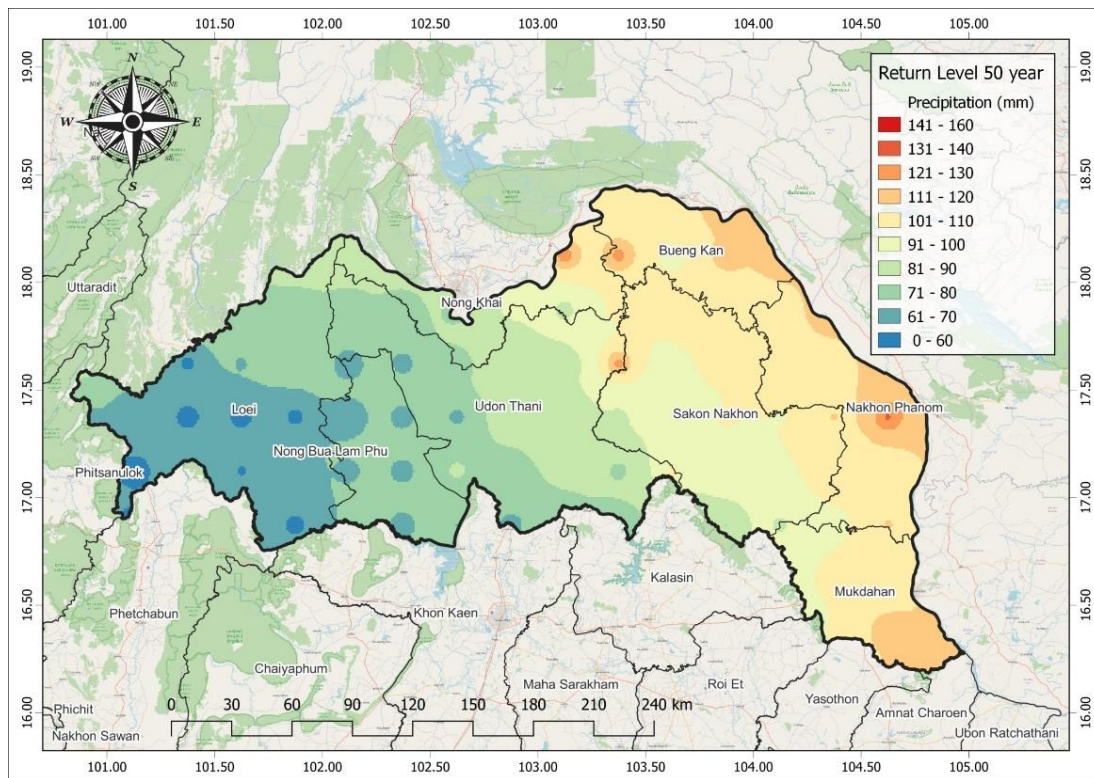 101.00 101.50 102.00 102.50 103.00 103.50 104.00 104.50 105.00
19.00 18.50 18.00 17.50 17.00 16.50 16.00
N
W E
S
Return Level 50 year
Precipitation (mm)
141 - 160
131 - 140
121 - 130
111 - 120
101 - 110
91 - 100
81 - 90
71 - 80
61 - 70
0 - 60
19.00 18.50 18.00 17.50 17.00 16.50 16.00
Bueng Kan
Uttaradit
Nong Khai
Loei
Udon Thani
Sakon Nakhon
Nakhon Phanom
Nong Bua Lam Phu
Phitsanulok
Kalasin
Mukdahan
Phetchabun
Khon Kaen
Chaiyaphum
Maha Sarakham
Roi Et
Yasothon
Phichit
Amnat Charoen
Nakhon Sawan
Ubon Ratchathani
0 30 60 90 120 150 180 210 240 km
101.00 101.50 102.00 102.50 103.00 103.50 104.00 104.50 105.00